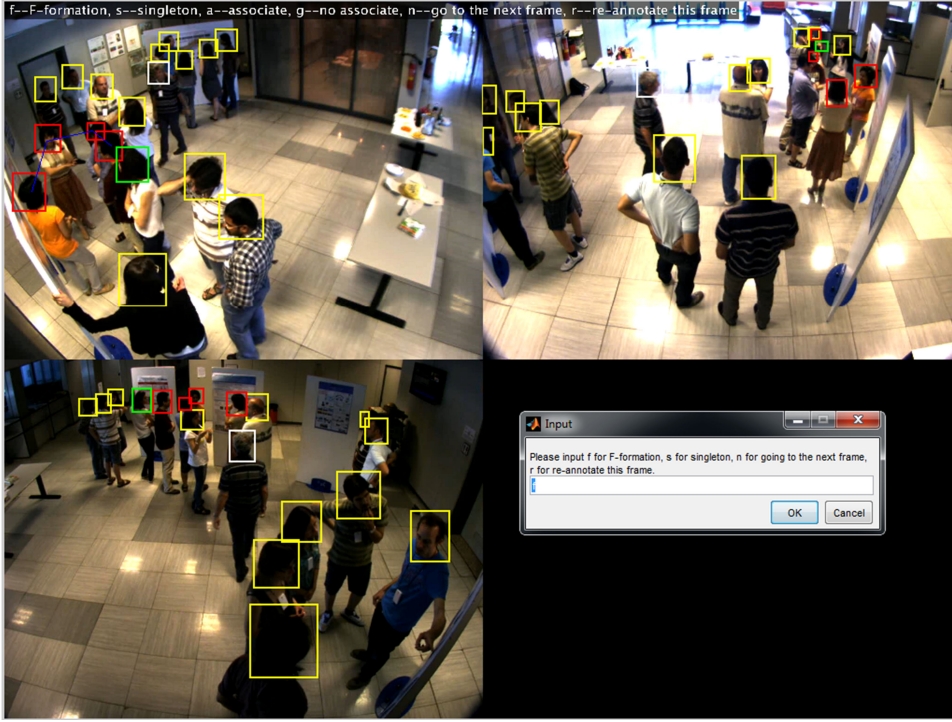 f--F-formation, s--singleton, a--associate, g--no associate, n--go to the next frame, r--re-annotate this frame
Input
Please input f for F-formation, s for singleton, n for going to the next frame,
r for re-annotate this frame.
OK
Cancel